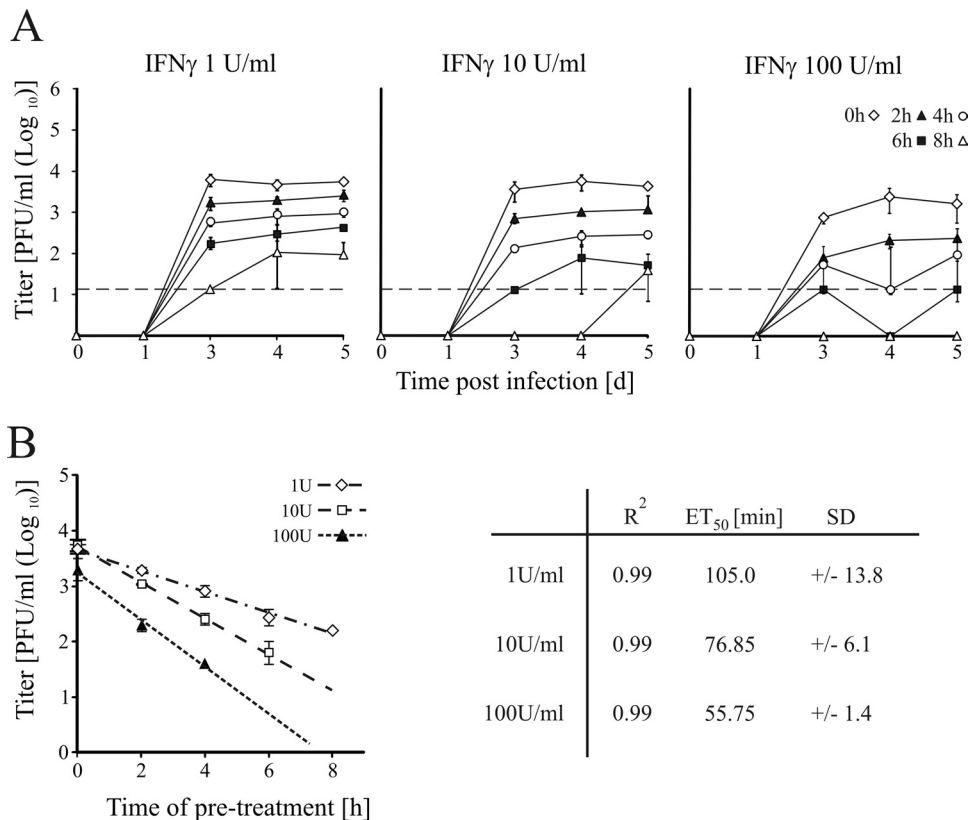 A
IFNγ 1 U/ml
IFNγ 10 U/ml
IFNγ 100 U/ml
Titer [PFU/ml (Log 10)]
6
5
4
3
2
1
0h 2h 4h
6h 8h
0 1 3 4 5
0 1 3 4 5
0 1 3 4 5
Time post infection [d]
B
Titer [PFU/ml (Log 10)]
5
4
3
2
1
0
1U
10U
100U
0 2 4 6 8
Time of pre-treatment [h]
R2 ET50 [min] SD
1U/ml 0.99 105.0 +/- 13.8
10U/ml 0.99 76.85 +/- 6.1
100U/ml 0.99 55.75 +/- 1.4